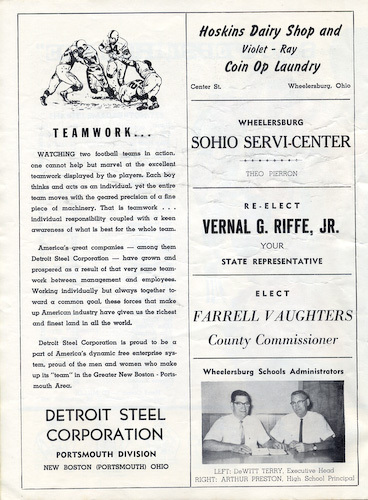 TEAMWORK...
WATCHING two football teams in action,
one cannot help but marvel at the excellent
teamwork displayed by the players. Each boy
thinks and acts as an individual, yet the entire
team moves with the geared precision of a fine
piece of machinery. That is teamwork . . .
individual responsibility coupled with a keen
awareness of what is best for the whole team.
America's great companies — among them
Detroit Steel Corporation — have grown and
prospered as a result of that very same team-
work between management and employees.
Working individually but always together to-
ward a common goal, these forces that make
up American industry have given us the richest
and finest land in all the world.
Detroit Steel Corporation is proud to be a
part of America's dynamic free enterprise sys-
tem, proud of the men and women who make
up its "team" in the Greater New Boston - Ports-
mouth Area.
DETROIT STEEL
CORPORATION
PORTSMOUTH DIVISION
NEW BOSTON (PORTSMOUTH) OHIO
Hoskins Dairy Shop and
Violet - Ray
Coin Op Laundry
Center St. Wheelersburg, Ohio
WHEELERSBURG
SOHIO SERVI-CENTER
THEO PIERRON
RE-ELECT
VERNAL G. RIFFE, JR.
YOUR
STATE REPRESENTATIVE
ELECT
FARRELL VAUGHTERS
County Commissioner
Wheelersburg Schools Administrators
LEFT: DeWITT TERRY, Executive Head
RIGHT: ARTHUR PRESTON, High School Principal